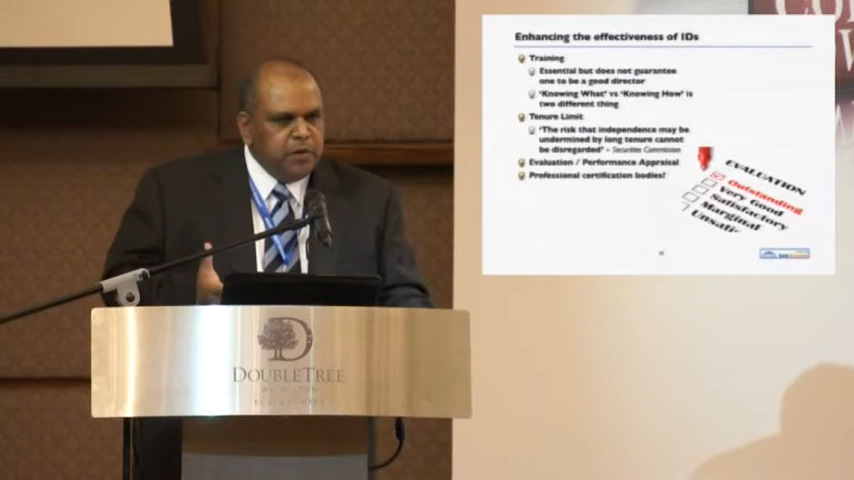 Enhancing the effectiveness of IDs
Training
Essential but does not guarantee
one to be a good director
'Knowing What' vs 'Knowing How' is
two different thing
Tenure Limit
'The risk that independence may be
undermined by long tenure cannot
be disregarded' – Securities Commission
Evaluation / Performance Appraisal
Professional certification bodies?
EVALUATION
Outstanding
Very Good
Satisfactory
Marginal
D
DOUBLETREE